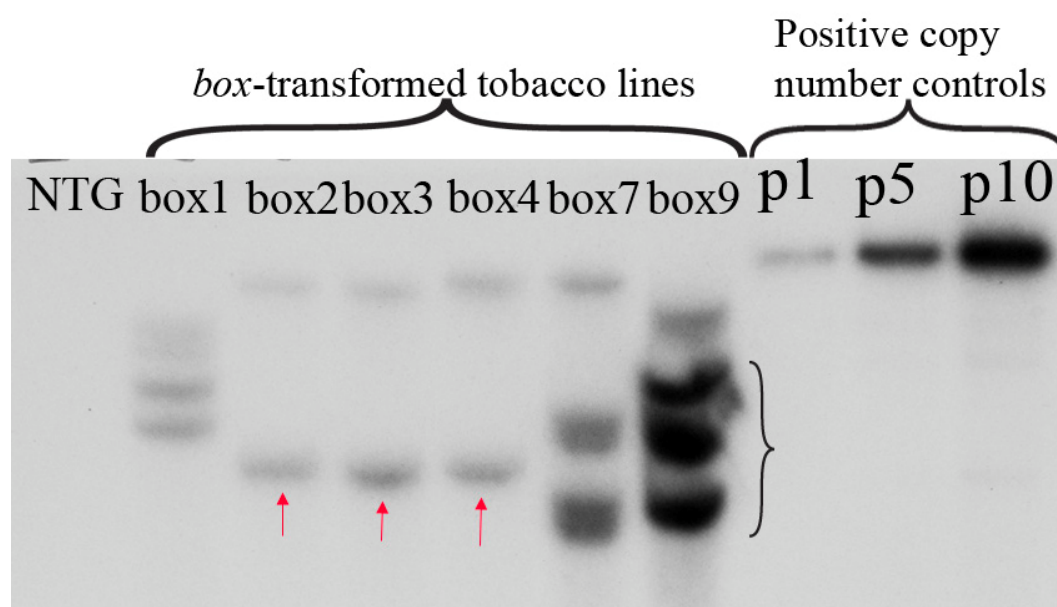 Positive copy
number controls
box-transformed tobacco lines
NTG box1 box2 box3 box4 box7 box9 p1 p5 p10